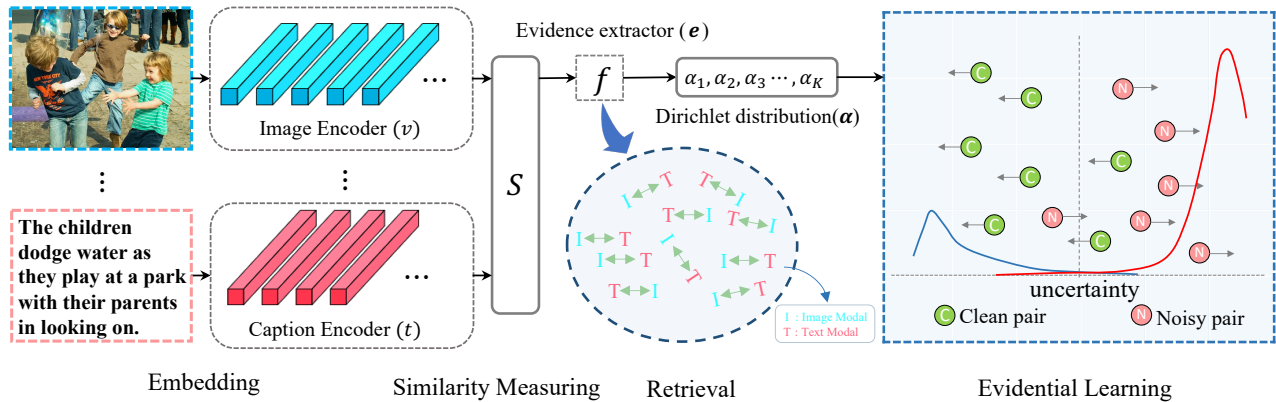 Evidence extractor (e)
Image Encoder (v)
...
S
f
α₁, α₂, α₃ ⋯, α_K
Dirichlet distribution(α)
C
C
C
C
C
C
C
N
N
N
N
N
N
uncertainty
C Clean pair
N Noisy pair
⋮
⋮
The children
dodge water as
they play at a park
with their parents
in looking on.
...
Caption Encoder (t)
I T
T I
T I
T I
I T
I T
I T
I T
T I
I T
I : Image Modal
T : Text Modal
Embedding
Similarity Measuring
Retrieval
Evidential Learning